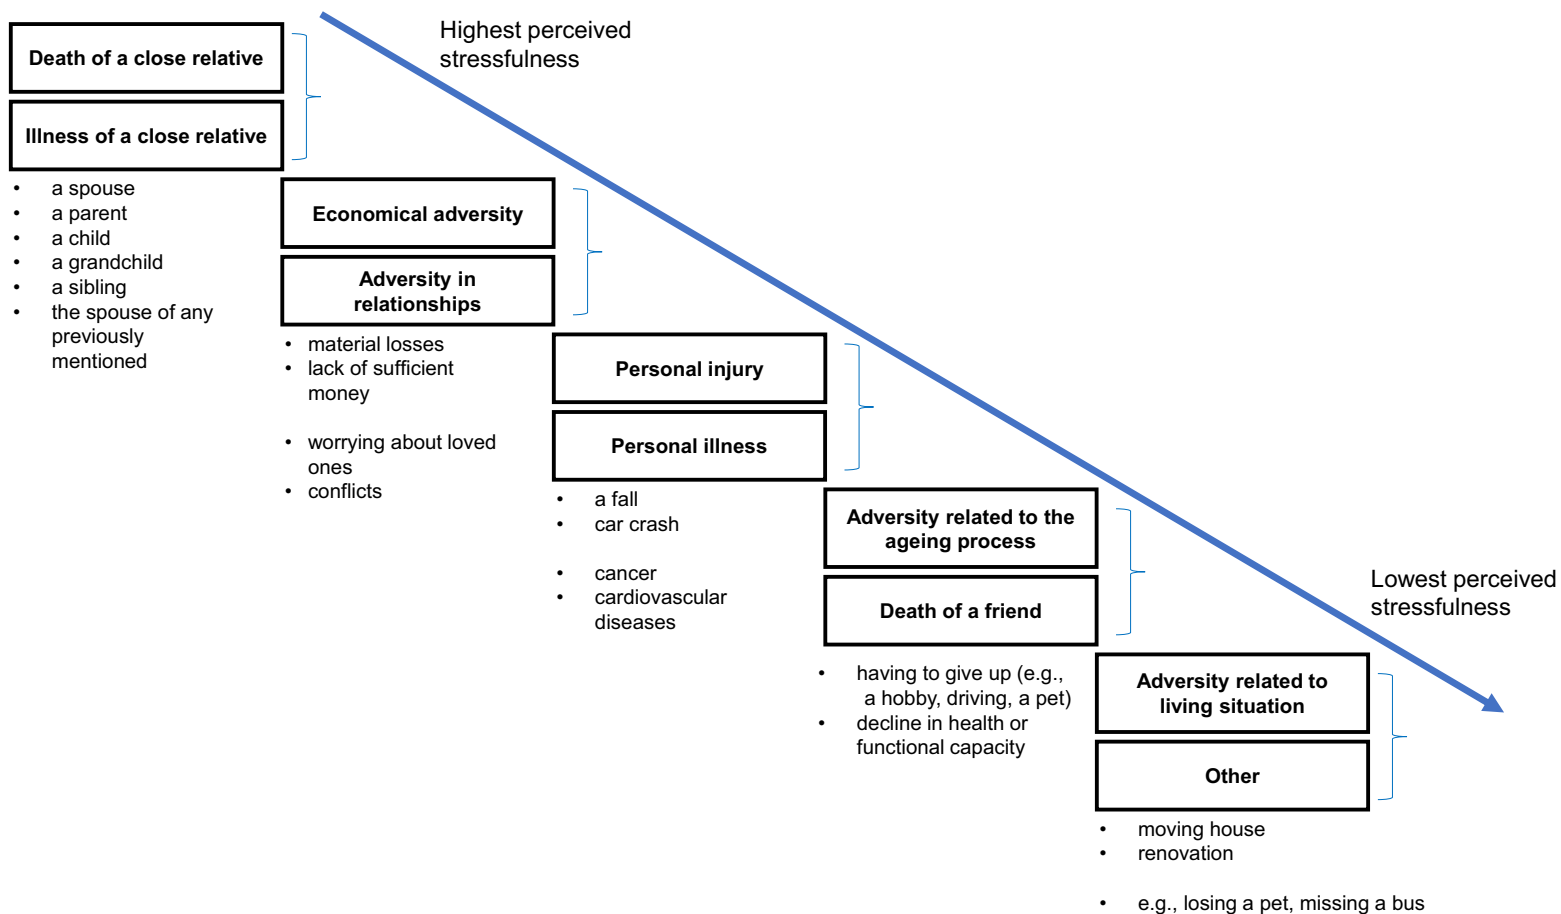 Highest perceived
stressfulness
Death of a close relative
Illness of a close relative
• a spouse
• a parent
• a child
• a grandchild
• a sibling
• the spouse of any
previously
mentioned
Economical adversity
Adversity in
relationships
• material losses
• lack of sufficient
money
• worrying about loved
ones
• conflicts
Personal injury
Personal illness
• a fall
• car crash
• cancer
• cardiovascular
diseases
Adversity related to the
ageing process
Death of a friend
• having to give up (e.g.,
a hobby, driving, a pet)
• decline in health or
functional capacity
Lowest perceived
stressfulness
Adversity related to
living situation
Other
• moving house
• renovation
• e.g., losing a pet, missing a bus